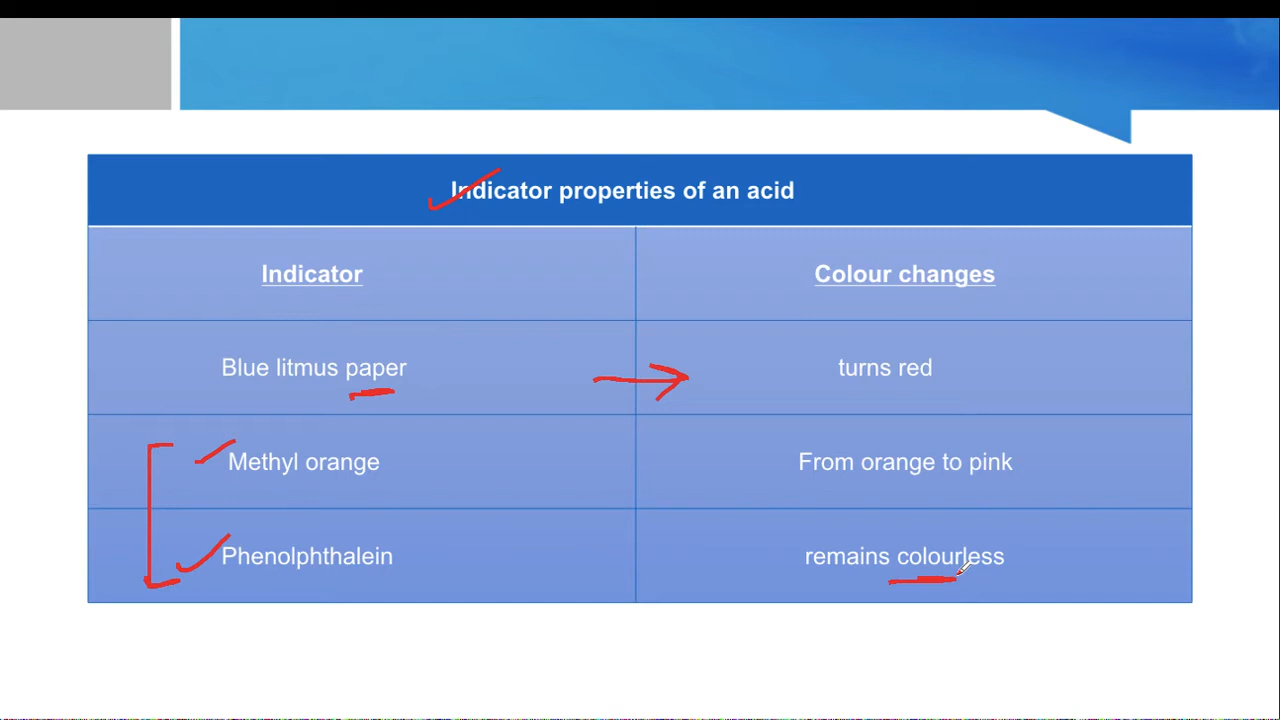 Indicator properties of an acid
Indicator
Colour changes
Blue litmus paper
turns red
Methyl orange
From orange to pink
Phenolphthalein
remains colourless